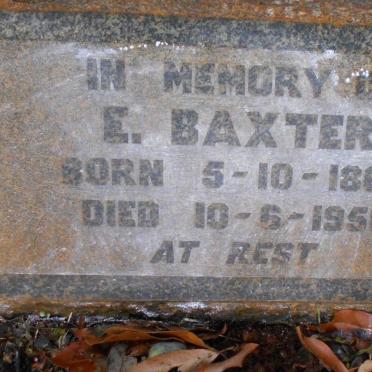 IN MEMORY
E. BAXTER
BORN 5-10-18
DIED 10-6-195
AT REST